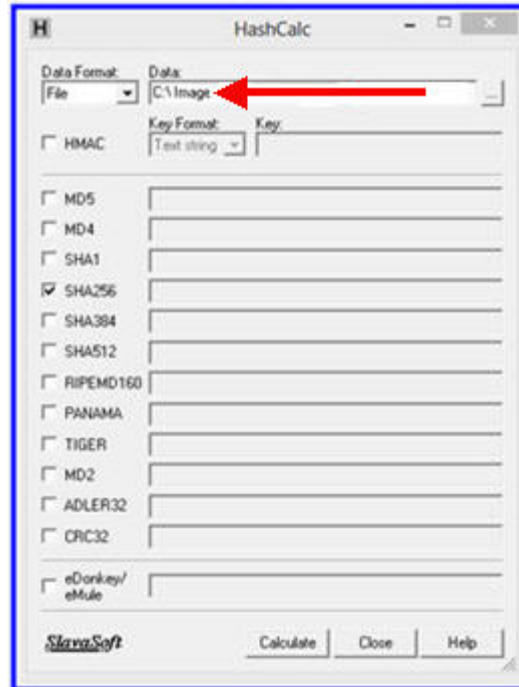 H HashCalc
Data Format: Data:
File C:\ Image
Key Format: Key:
HMAC Text string
MD5
MD4
SHA1
SHA256
SHA384
SHA512
RIPEMD160
PANAMA
TIGER
MD2
ADLER32
CRC32
eDonkey/
eMule
SlavaSoft Calculate Close Help